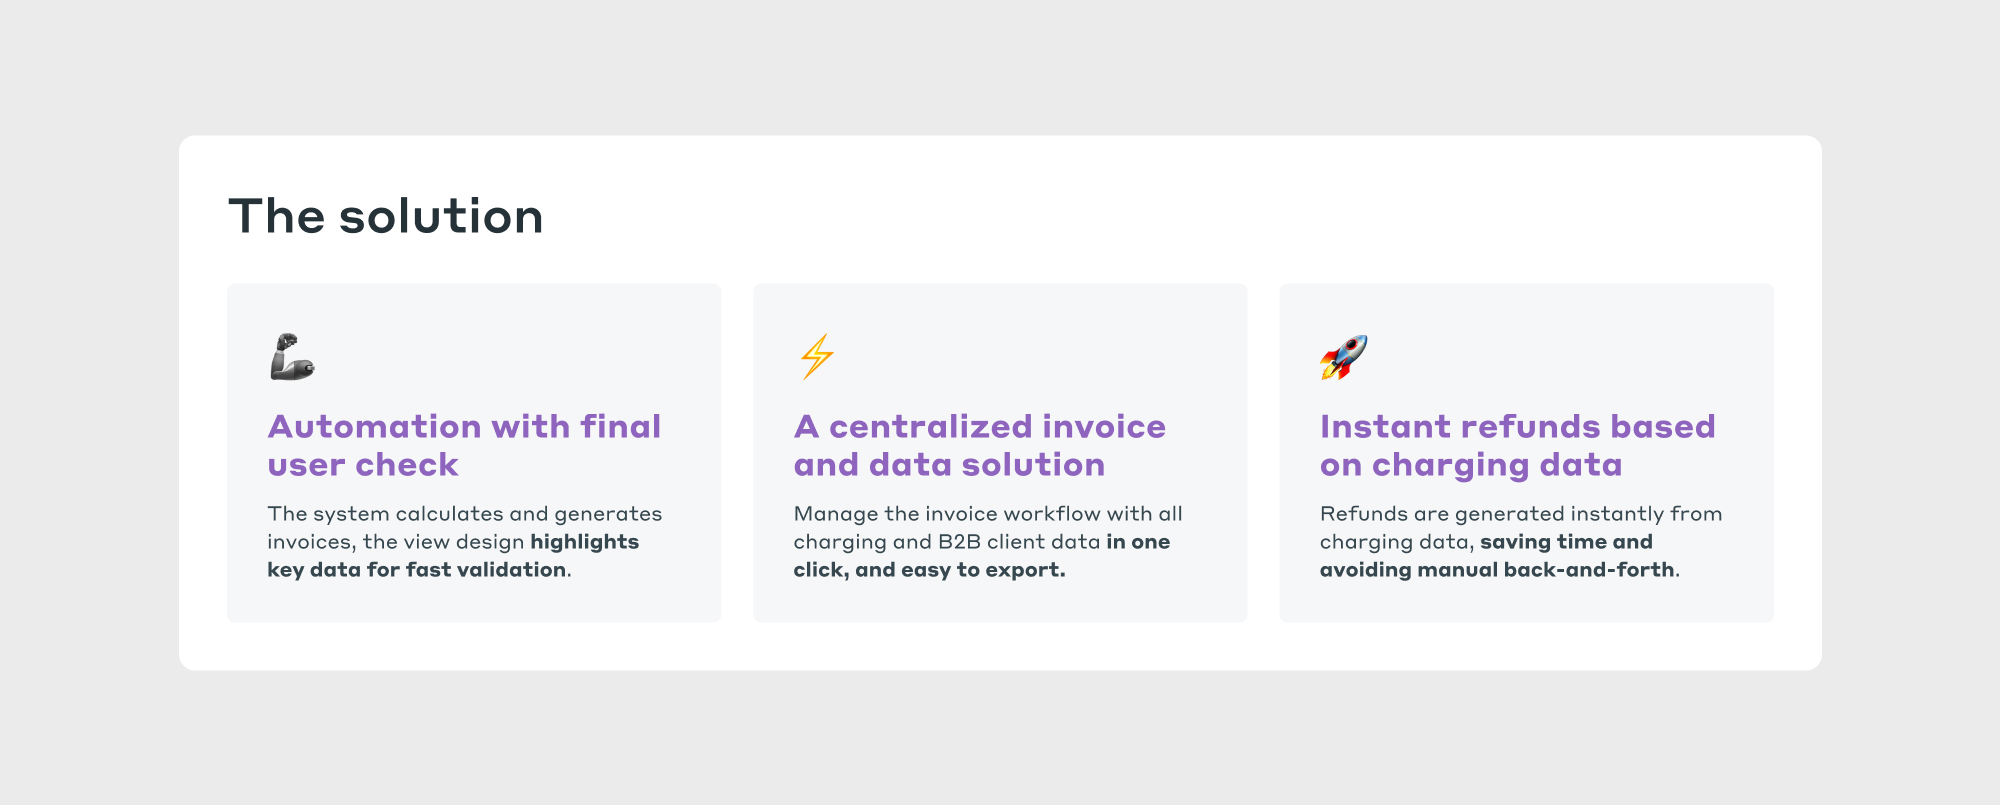 The solution
Automation with final
user check
The system calculates and generates
invoices, the view design highlights
key data for fast validation.
A centralized invoice
and data solution
Manage the invoice workflow with all
charging and B2B client data in one
click, and easy to export.
Instant refunds based
on charging data
Refunds are generated instantly from
charging data, saving time and
avoiding manual back-and-forth.